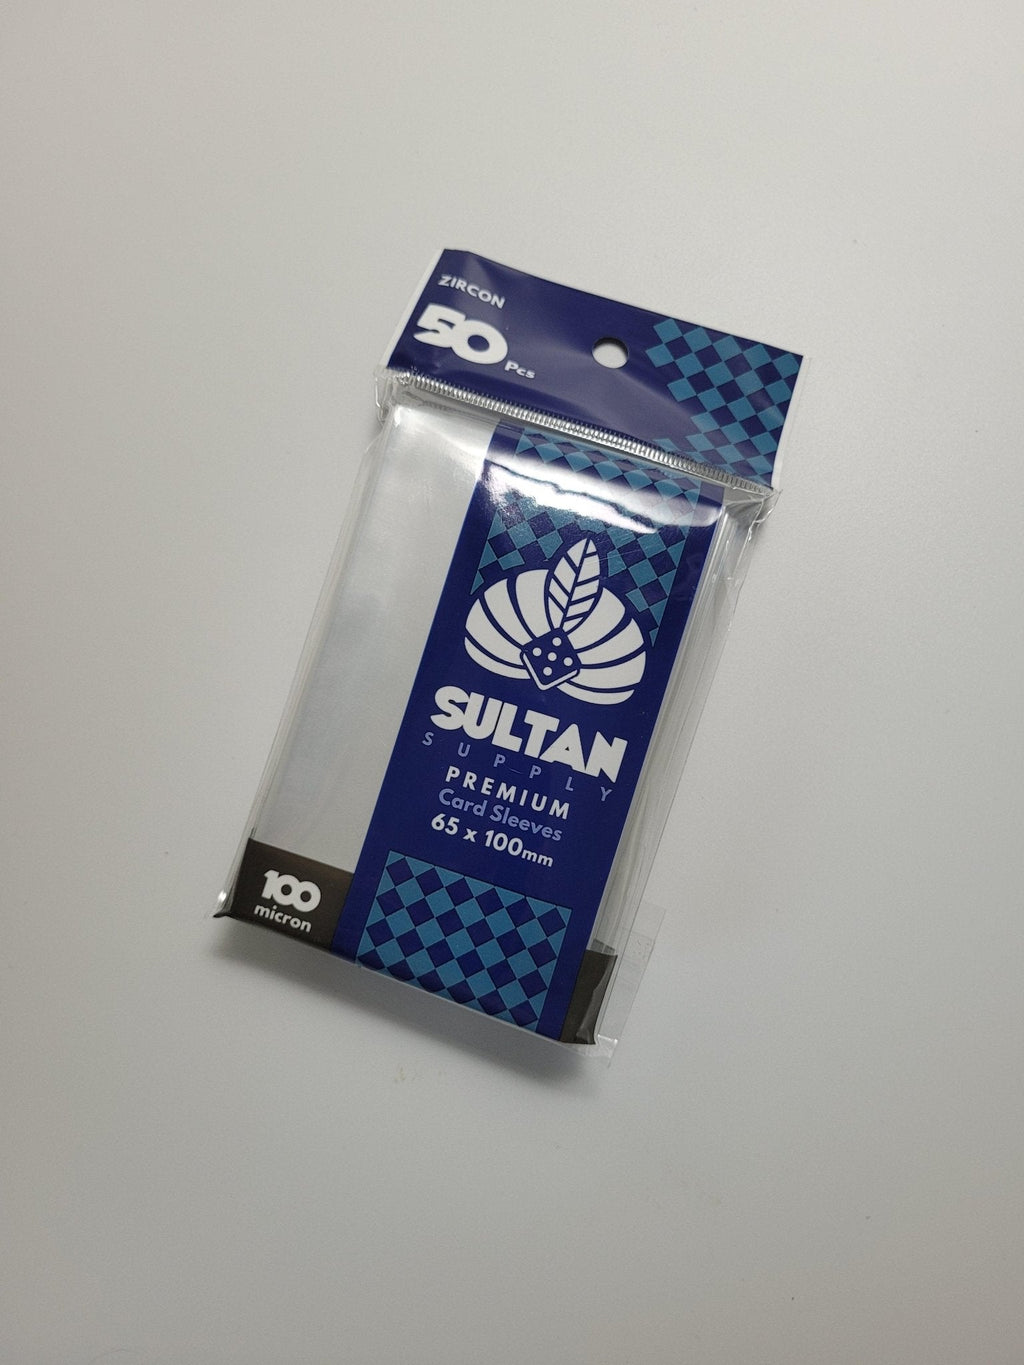 ZIRCON
50 Pcs
SULTAN
SUPPLY
PREMIUM
Card Sleeves
65 x 100mm
100
micron